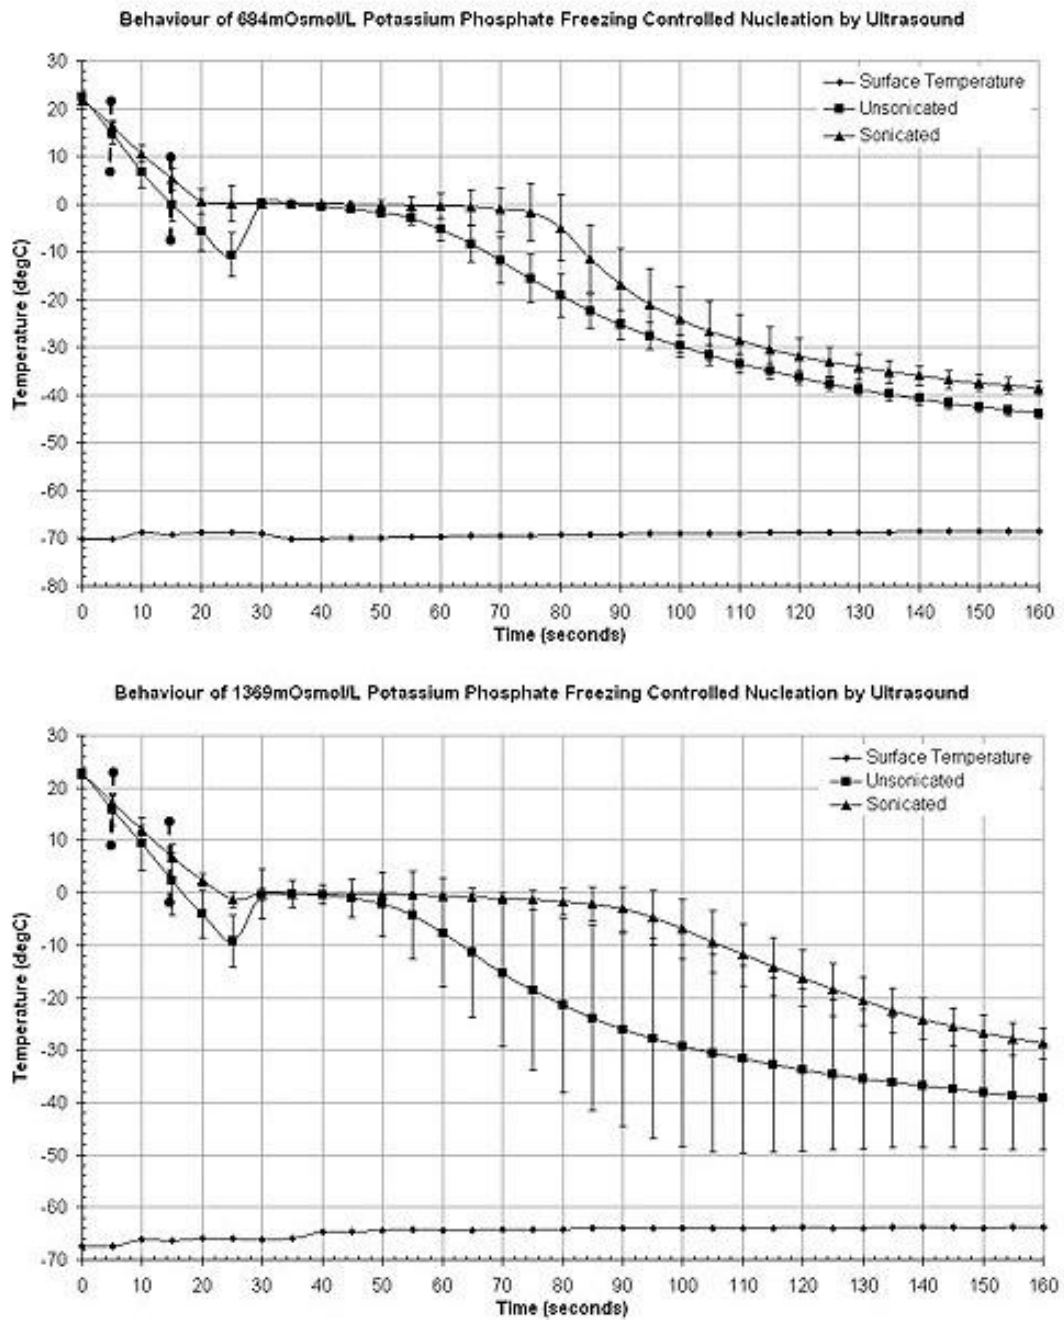 Behaviour of 684mOsmol/L Potassium Phosphate Freezing Controlled Nucleation by Ultrasound
Surface Temperature
Unsonicated
Sonicated
Temperature (degC)
30
20
10
0
-10
-20
-30
-40
-50
-60
-70
-80
0 10 20 30 40 50 60 70 80 90 100 110 120 130 140 150 160
Time (seconds)
Behaviour of 1369mOsmol/L Potassium Phosphate Freezing Controlled Nucleation by Ultrasound
Surface Temperature
Unsonicated
Sonicated
Temperature (degC)
30
20
10
0
-10
-20
-30
-40
-50
-60
-70
0 10 20 30 40 50 60 70 80 90 100 110 120 130 140 150 160
Time (seconds)